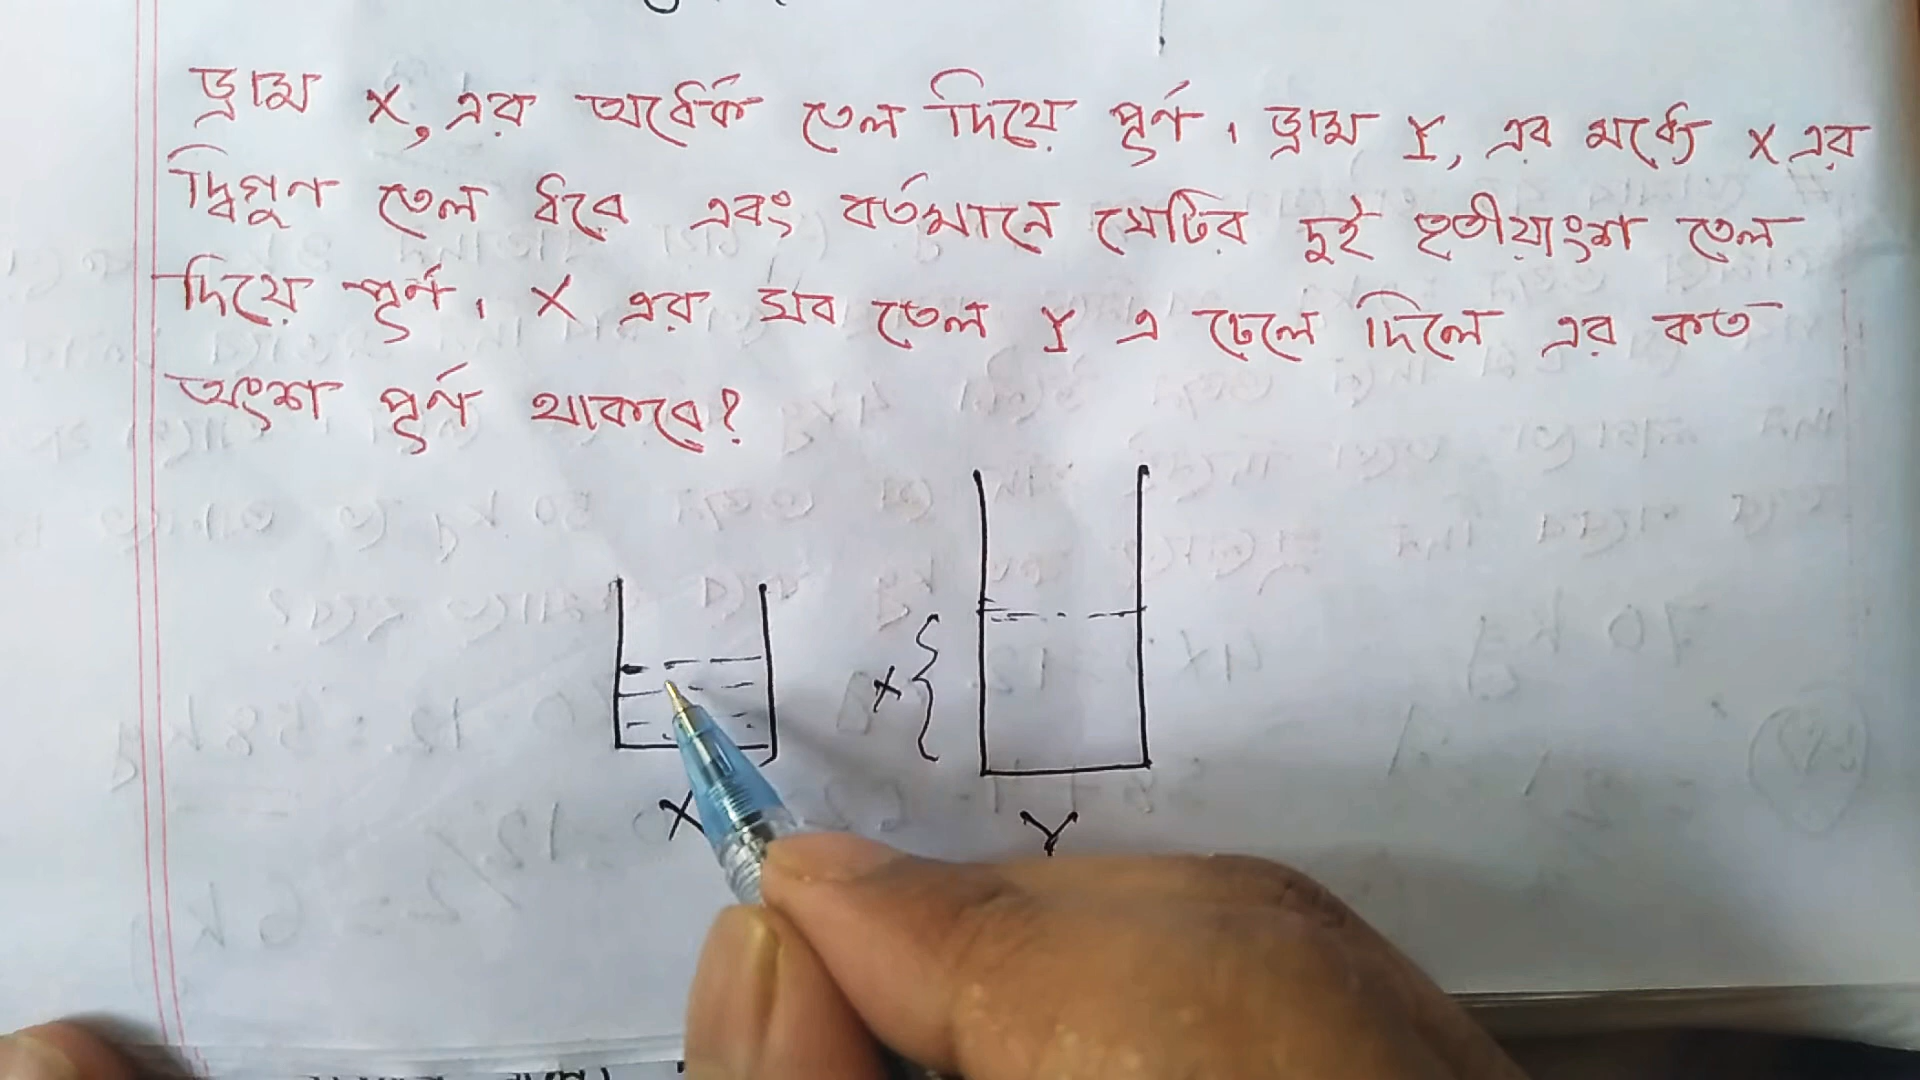 ড্রাম X, এর অর্ধেক তেল দিয়ে পূর্ণ। ড্রাম Y, এর মধ্যে X এর
দ্বিগুণ তেল ধরে এবং বর্তমানে সেটির দুই তৃতীয়াংশ তেল
দিয়ে পূর্ণ। X এর সব তেল Y এ ঢেলে দিলে এর কত
অংশ পূর্ণ থাকবে?
X
X
Y